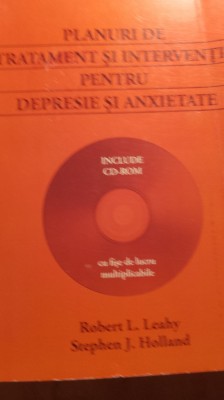 PLANURI DE
TRATAMENT ȘI INTERVENȚI
PENTRU
DEPRESIE ȘI ANXIETATE
INCLUDE
CD-ROM
cu fișe de lucru
multiplicabile
Robert L. Leahy
Stephen J. Holland